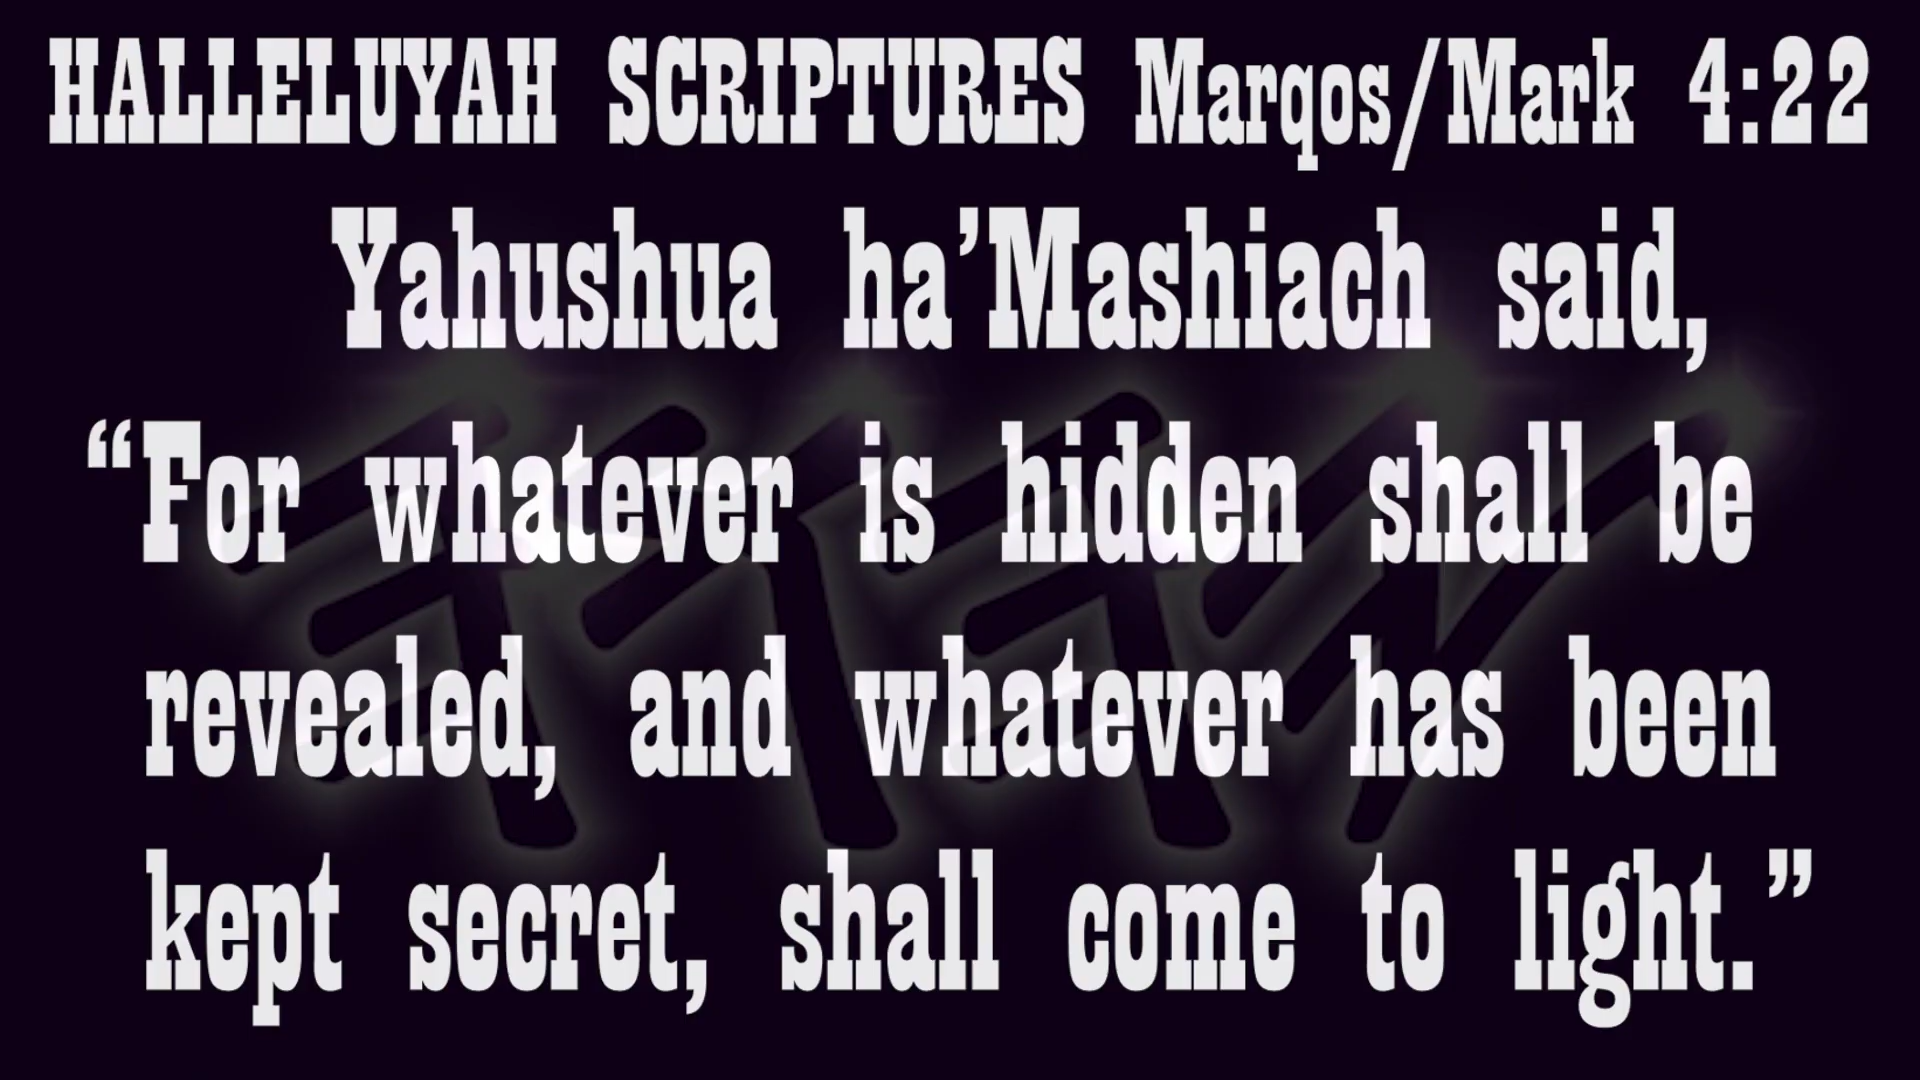 HALLELUYAH SCRIPTURES Marqos/Mark 4:22
Yahushua ha’Mashiach said,
“For whatever is hidden shall be
revealed, and whatever has been
kept secret, shall come to light.”
𐤉𐤄𐤅𐤄